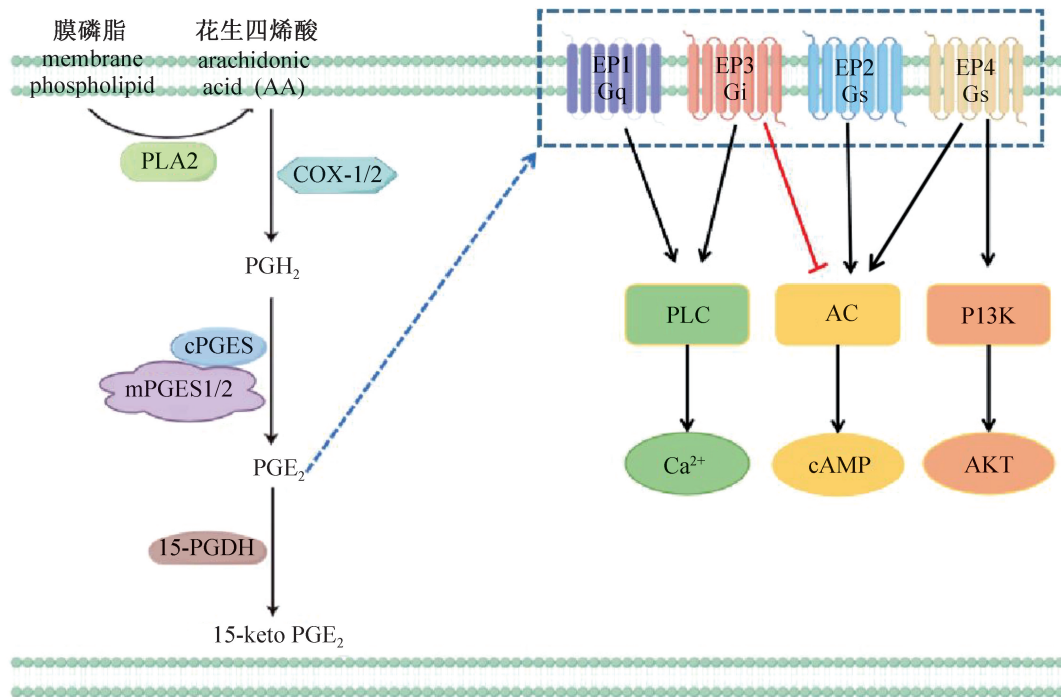 膜磷脂
membrane
phospholipid
花生四烯酸
arachidonic
acid (AA)
PLA2
COX-1/2
PGH₂
cPGES
mPGES1/2
PGE₂
15-PGDH
15-keto PGE₂
EP1
Gq
EP3
Gi
EP2
Gs
EP4
Gs
PLC
AC
P13K
Ca²⁺
cAMP
AKT